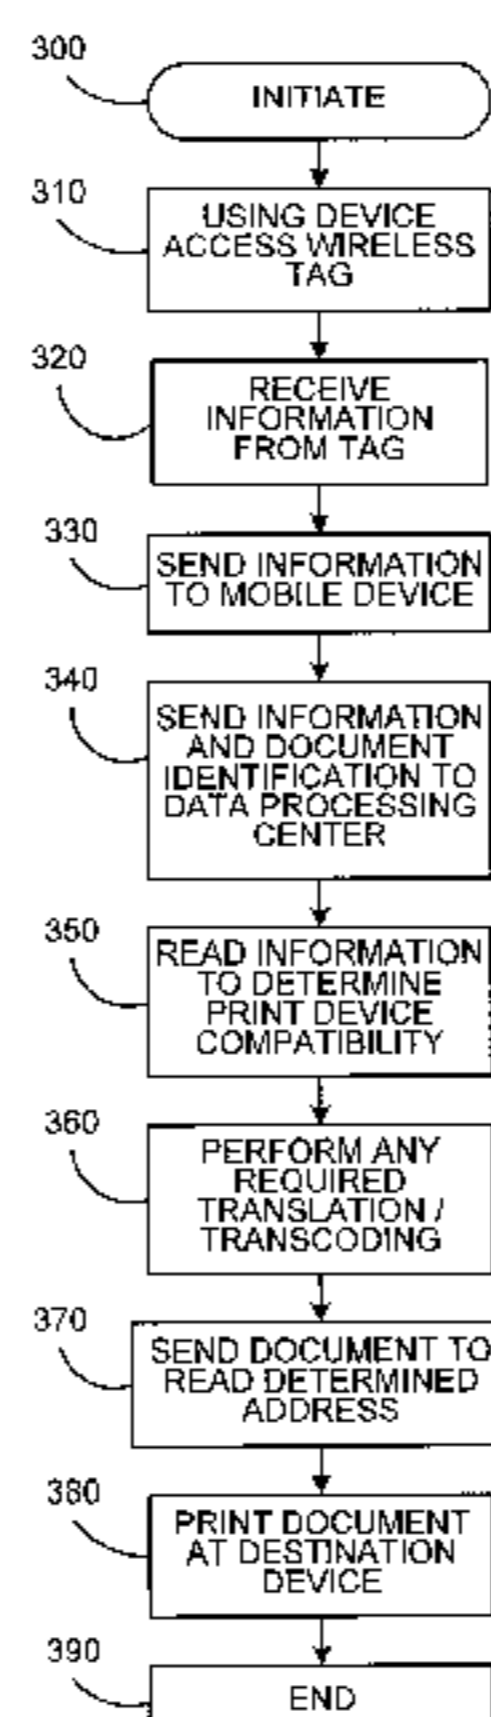 300
INITIATE
310
USING DEVICE
ACCESS WIRELESS
TAG
320
RECEIVE
INFORMATION
FROM TAG
330
SEND INFORMATION
TO MOBILE DEVICE
340
SEND INFORMATION
AND DOCUMENT
IDENTIFICATION TO
DATA PROCESSING
CENTER
350
READ INFORMATION
TO DETERMINE
PRINT DEVICE
COMPATIBILITY
360
PERFORM ANY
REQUIRED
TRANSLATION /
TRANSCODING
370
SEND DOCUMENT TO
READ DETERMINED
ADDRESS
380
PRINT DOCUMENT
AT DESTINATION
DEVICE
390
END